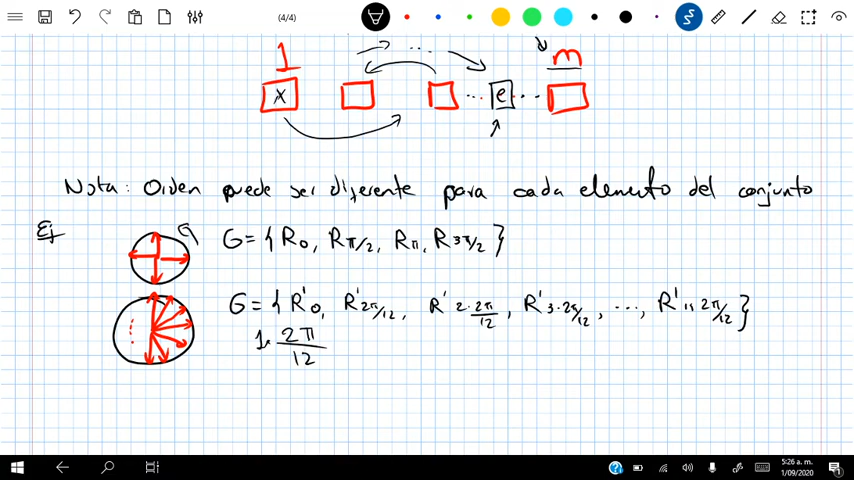 (4/4)
1 → ... m
x ... e ...
Nota: Orden puede ser diferente para cada elemento del conjunto
Ej G={R0, Rπ/2, Rπ, R3π/2}
G={R'0, R'2π/12, R'2·2π/12, R'3·2π/12, ..., R'11 2π/12}
1· 2π/12
5:26 a. m.
1/09/2020